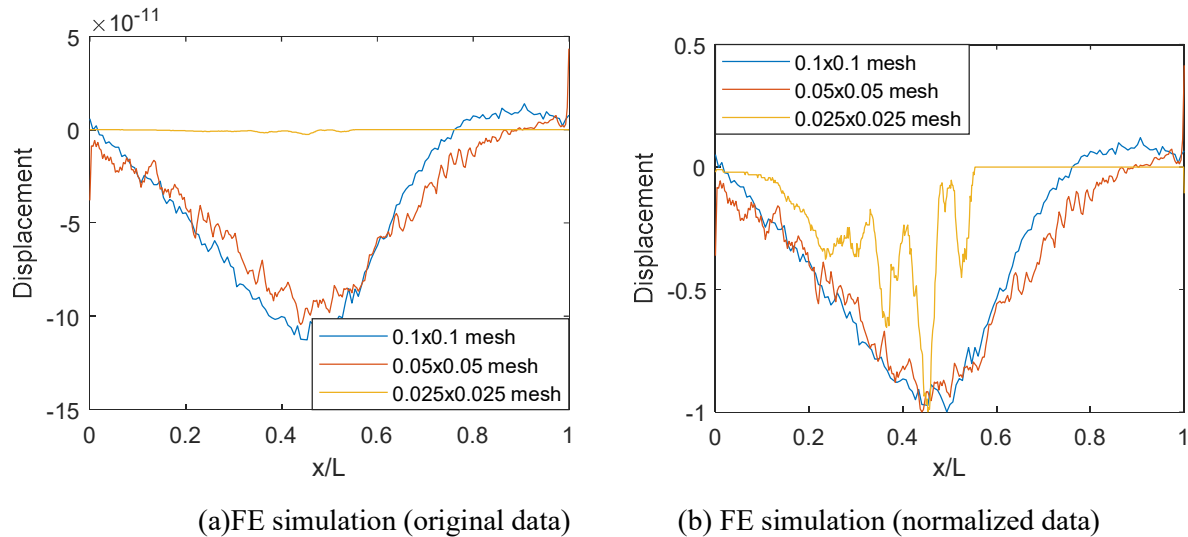 ×10⁻¹¹
5
0
-5
-10
-15
Displacement
0.1x0.1 mesh
0.05x0.05 mesh
0.025x0.025 mesh
0 0.2 0.4 0.6 0.8 1
x/L
(a)FE simulation (original data)
0.5
0
-0.5
-1
Displacement
0.1x0.1 mesh
0.05x0.05 mesh
0.025x0.025 mesh
0 0.2 0.4 0.6 0.8 1
x/L
(b) FE simulation (normalized data)